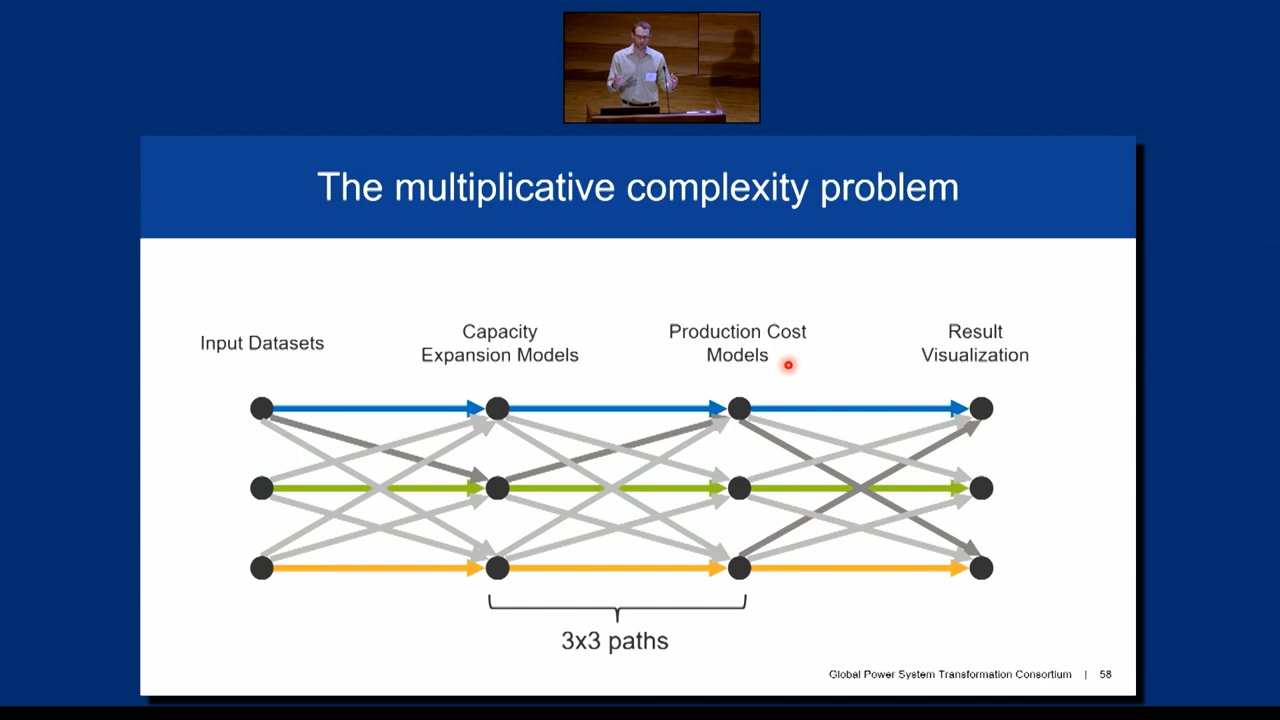 The multiplicative complexity problem
Input Datasets
Capacity
Expansion Models
Production Cost
Models
Result
Visualization
3x3 paths
Global Power System Transformation Consortium | 58